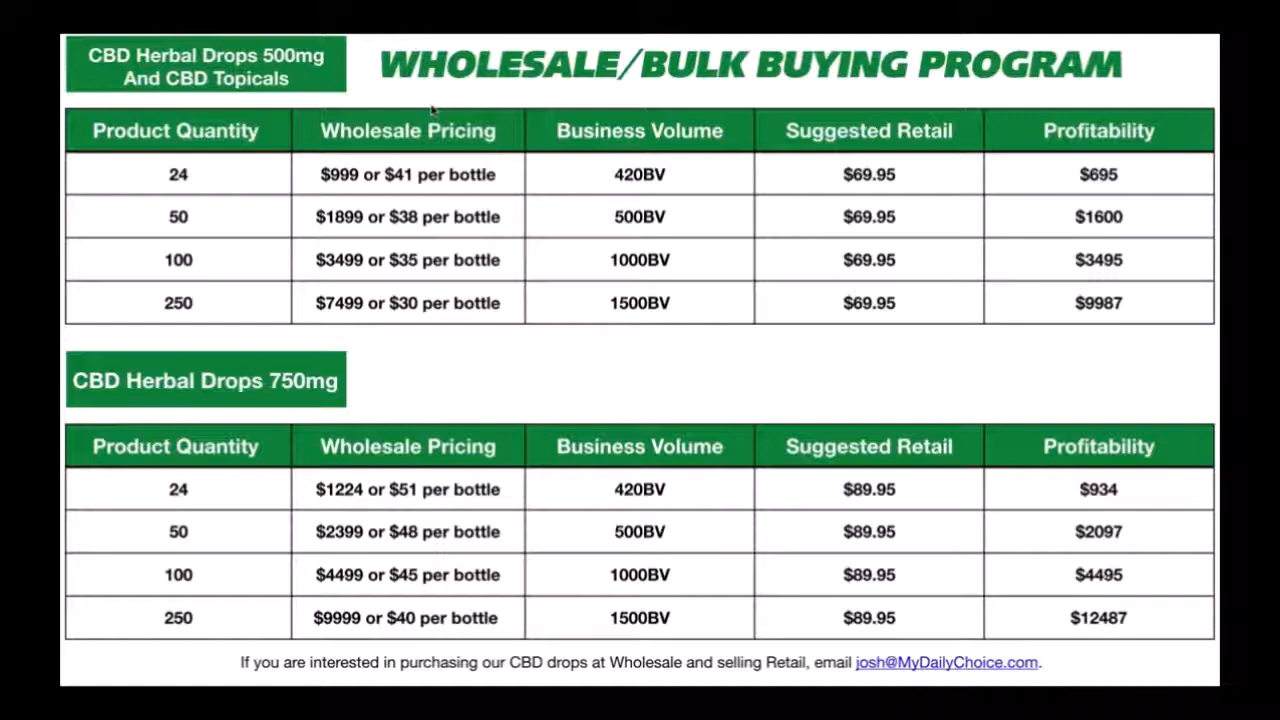 CBD Herbal Drops 500mg
And CBD Topicals
WHOLESALE/BULK BUYING PROGRAM
Product Quantity Wholesale Pricing Business Volume Suggested Retail Profitability
24 $999 or $41 per bottle 420BV $69.95 $695
50 $1899 or $38 per bottle 500BV $69.95 $1600
100 $3499 or $35 per bottle 1000BV $69.95 $3495
250 $7499 or $30 per bottle 1500BV $69.95 $9987
CBD Herbal Drops 750mg
Product Quantity Wholesale Pricing Business Volume Suggested Retail Profitability
24 $1224 or $51 per bottle 420BV $89.95 $934
50 $2399 or $48 per bottle 500BV $89.95 $2097
100 $4499 or $45 per bottle 1000BV $89.95 $4495
250 $9999 or $40 per bottle 1500BV $89.95 $12487
If you are interested in purchasing our CBD drops at Wholesale and selling Retail, email josh@MyDailyChoice.com.